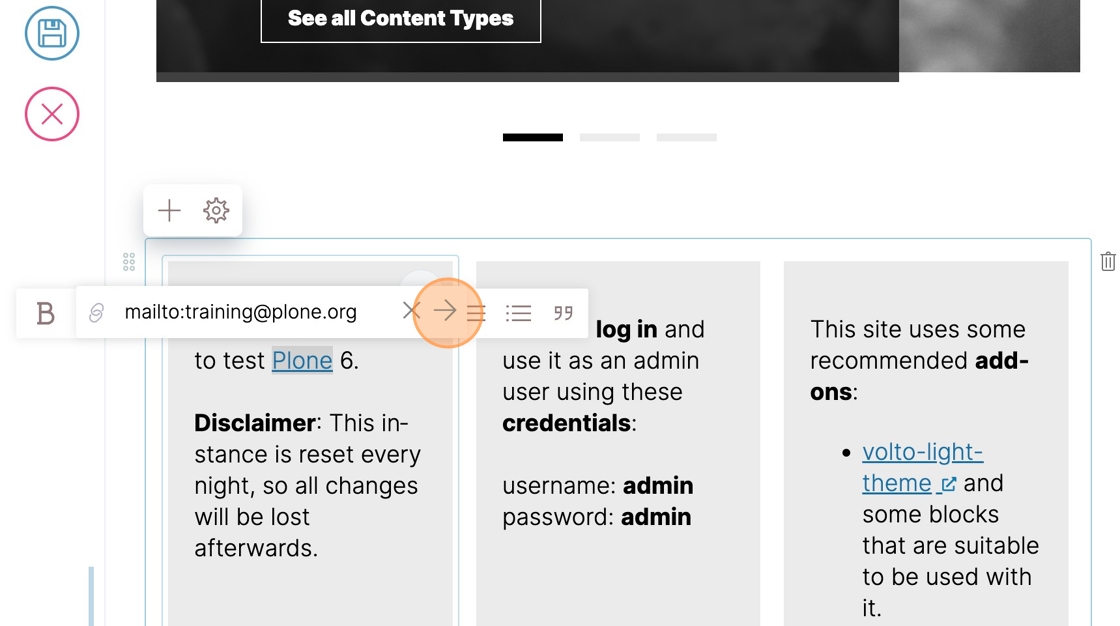 See all Content Types
B
mailto:training@plone.org
to test Plone 6.
Disclaimer: This in-
stance is reset every
night, so all changes
will be lost
afterwards.
log in and
use it as an admin
user using these
credentials:
username: admin
password: admin
This site uses some
recommended add-
ons:
volto-light-
theme and
some blocks
that are suitable
to be used with
it.